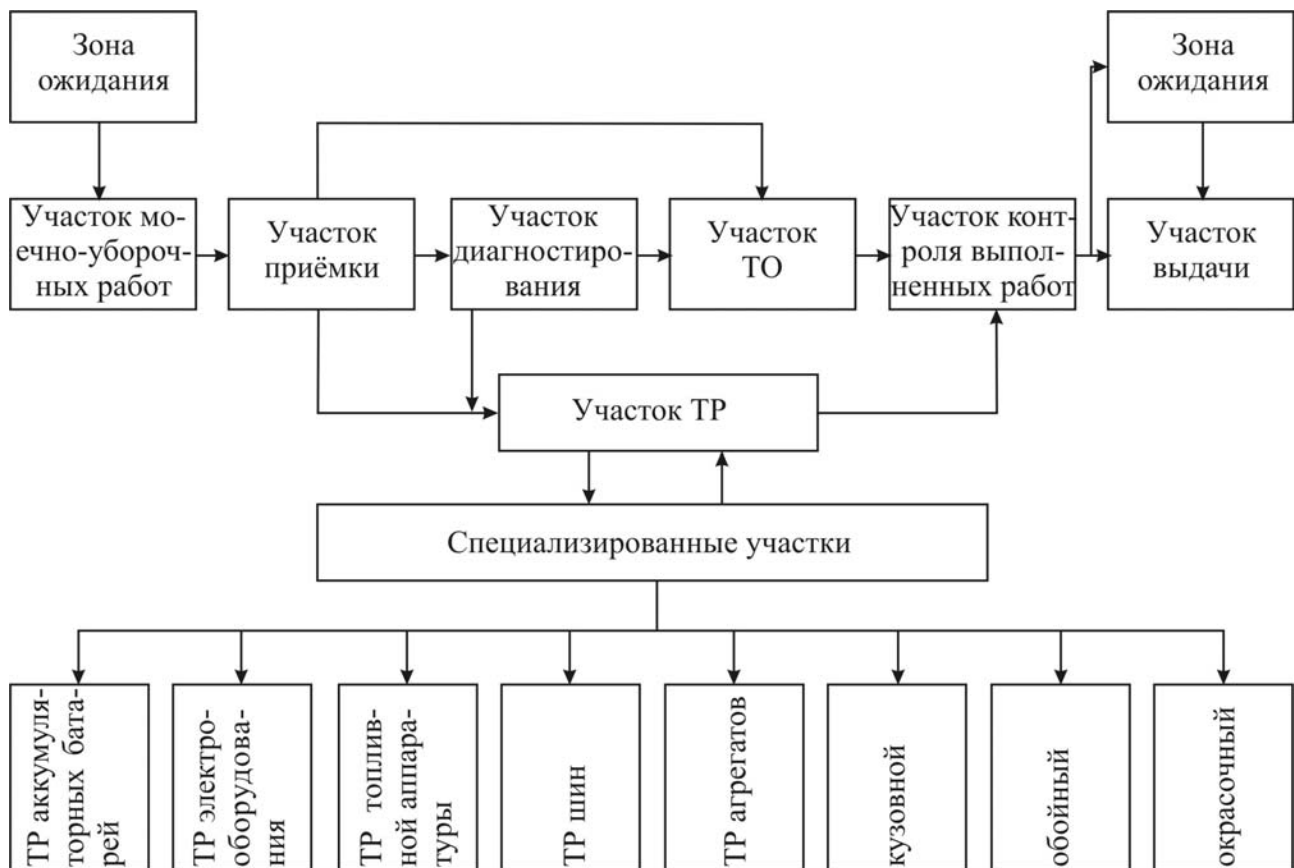 Зона
ожидания
Зона
ожидания
Участок мо-
ечно-убороч-
ных работ
Участок
приёмки
Участок
диагностиро-
вания
Участок
ТО
Участок конт-
роля выпол-
ненных работ
Участок
выдачи
Участок ТР
Специализированные участки
ТР аккумуля-
торных бата-
рей
ТР электро-
оборудова-
ния
ТР топлив-
ной аппара-
туры
ТР шин
ТР агрегатов
кузовной
обойный
окрасочный